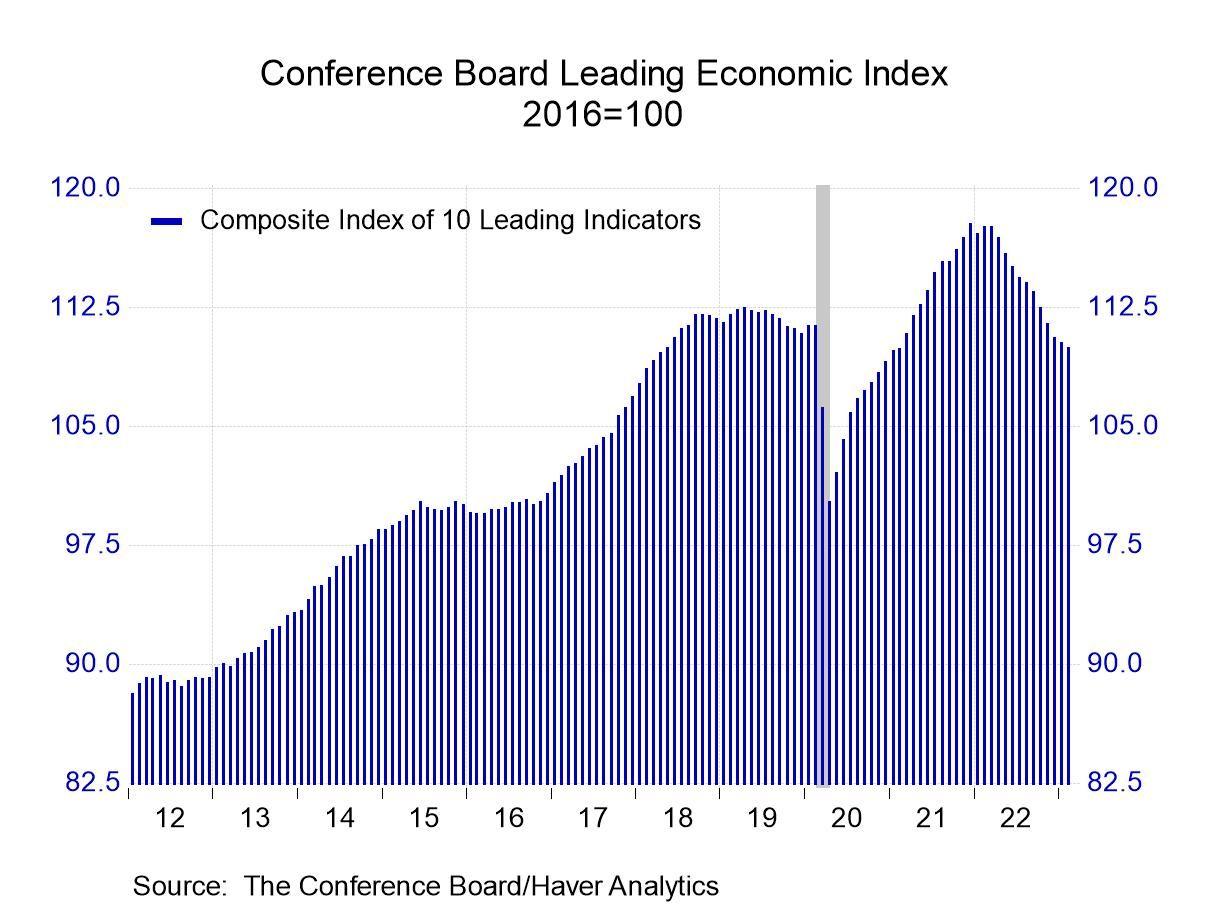 Conference Board Leading Economic Index
2016=100
120.0 120.0
Composite Index of 10 Leading Indicators
112.5 112.5
105.0 105.0
97.5 97.5
90.0 90.0
82.5 82.5
12 13 14 15 16 17 18 19 20 21 22
Source: The Conference Board/Haver Analytics